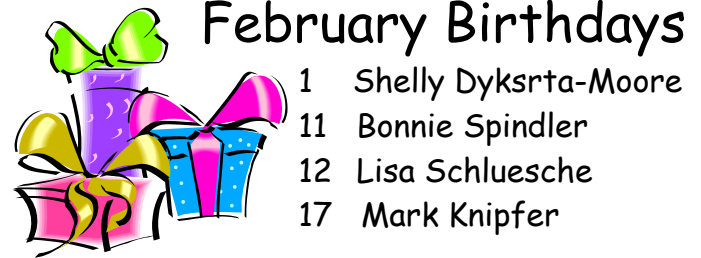 February Birthdays
1 Shelly Dyksrta-Moore
11 Bonnie Spindler
12 Lisa Schluesche
17 Mark Knipfer